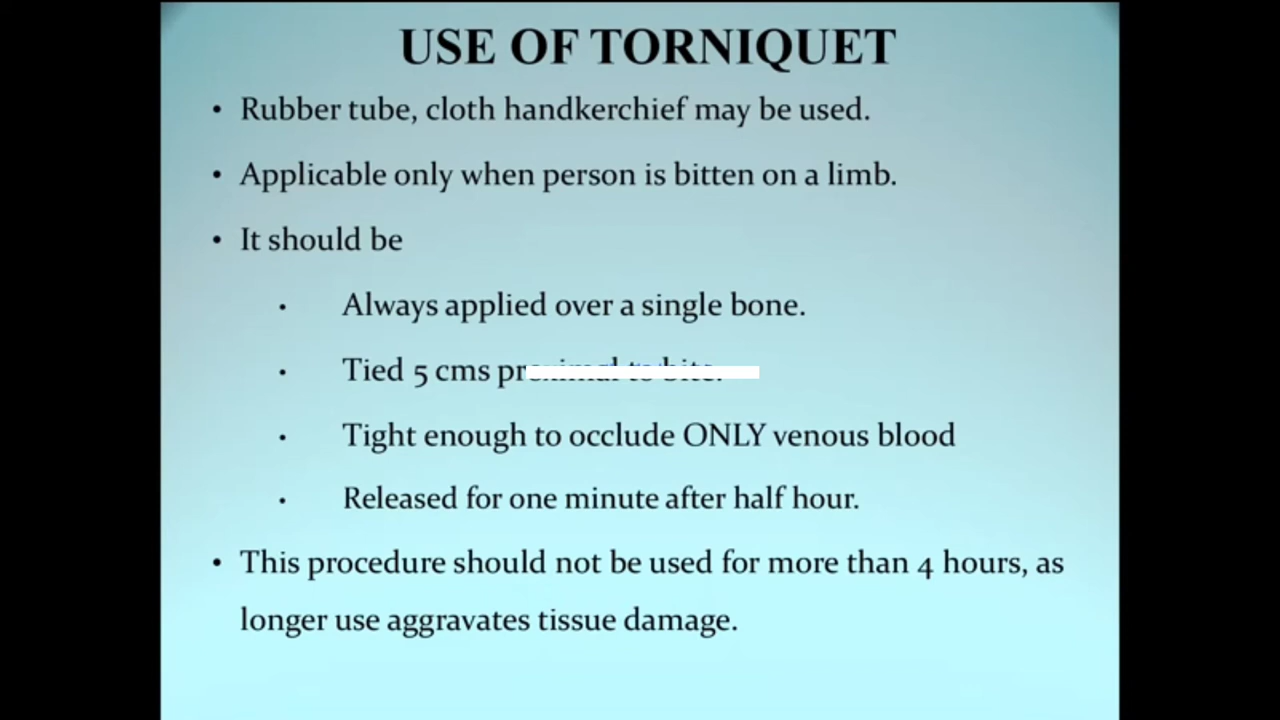 USE OF TORNIQUET
• Rubber tube, cloth handkerchief may be used.
• Applicable only when person is bitten on a limb.
• It should be
• Always applied over a single bone.
• Tied 5 cms proximal to bite.
• Tight enough to occlude ONLY venous blood
• Released for one minute after half hour.
• This procedure should not be used for more than 4 hours, as
longer use aggravates tissue damage.